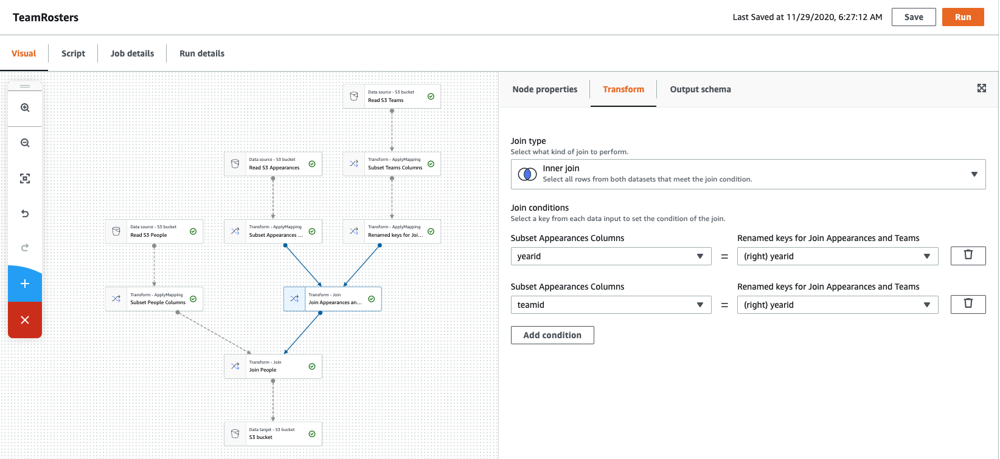 TeamRosters
Last Saved at 11/29/2020, 6:27:12 AM
Save
Run
Visual
Script
Job details
Run details
Data source - S3 bucket
Read S3 Teams
Data source - S3 bucket
Read S3 Appearances
Transform - ApplyMapping
Subset Teams Columns
Data source - S3 bucket
Read S3 People
Transform - ApplyMapping
Subset Appearances ...
Transform - ApplyMapping
Renamed keys for Joi...
Transform - ApplyMapping
Subset People Columns
Transform - Join
Join Appearances an...
Transform - Join
Join People
Data target - S3 bucket
S3 bucket
Node properties
Transform
Output schema
Join type
Select what kind of join to perform.
Inner join
Select all rows from both datasets that meet the join condition.
Join conditions
Select a key from each data input to set the condition of the join.
Subset Appearances Columns
Renamed keys for Join Appearances and Teams
yearid
=
(right) yearid
Subset Appearances Columns
Renamed keys for Join Appearances and Teams
teamid
=
(right) yearid
Add condition